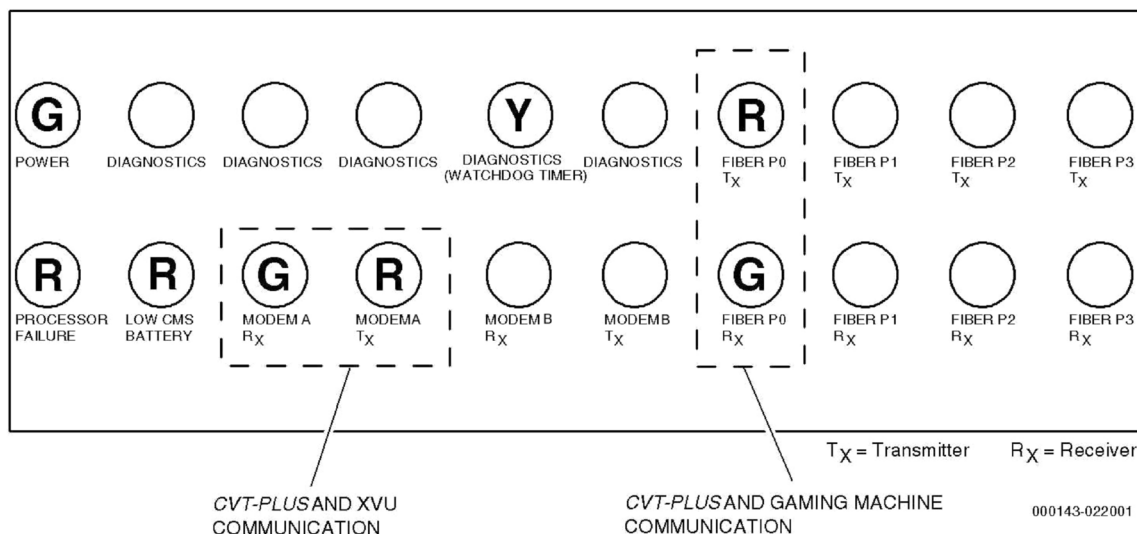 G Y R
POWER DIAGNOSTICS DIAGNOSTICS DIAGNOSTICS DIAGNOSTICS DIAGNOSTICS FIBER P0 FIBER P1 FIBER P2 FIBER P3
(WATCHDOG TIMER) TX TX TX TX
R R G R G
PROCESSOR LOW CMS MODEM A MODEMA MODEM B MODEMB FIBER P0 FIBER P1 FIBER P2 FIBER P3
FAILURE BATTERY RX TX RX TX RX RX RX RX
TX = Transmitter RX = Receiver
CVT-PLUS AND XVU CVT-PLUS AND GAMING MACHINE
COMMUNICATION COMMUNICATION 000143-022001